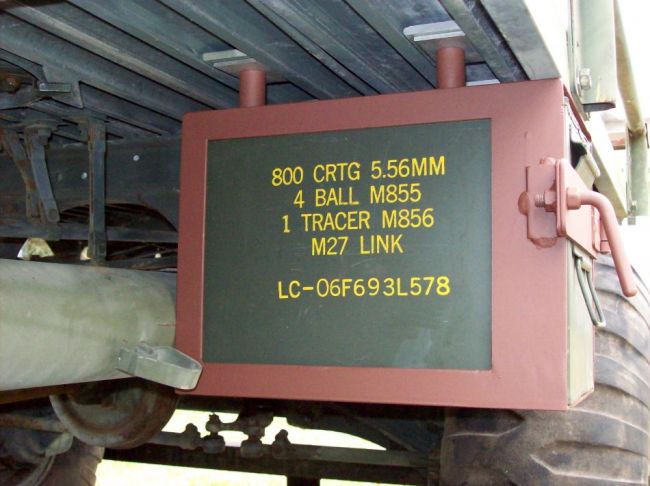 800 CRTG 5.56MM
4 BALL M855
1 TRACER M856
M27 LINK
LC-06F693L578